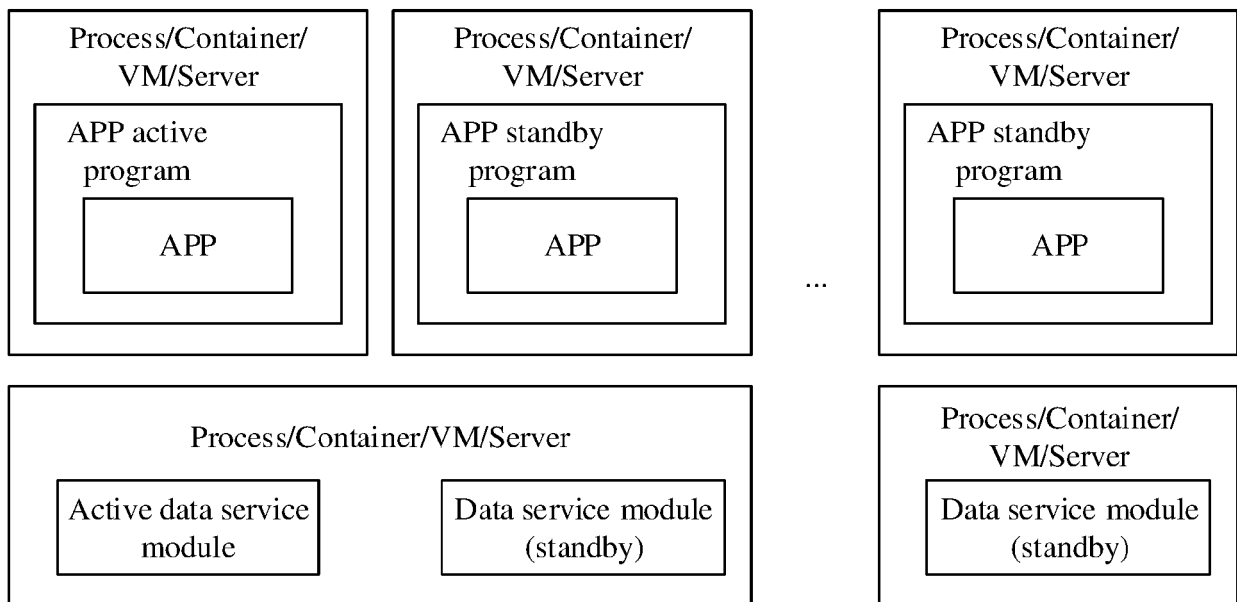 Process/Container/
VM/Server
APP active
program
APP
Process/Container/
VM/Server
APP standby
program
APP
...
Process/Container/
VM/Server
APP standby
program
APP
Process/Container/VM/Server
Active data service
module
Data service module
(standby)
Process/Container/
VM/Server
Data service module
(standby)